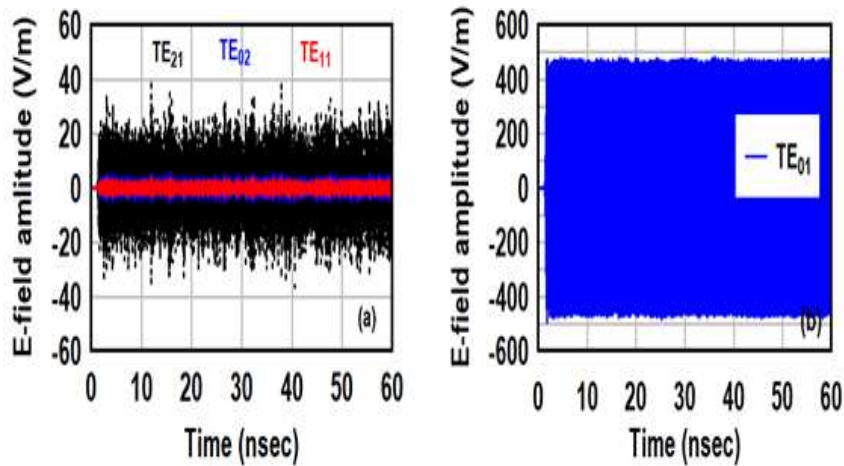 E-field amlitude (V/m)
60
40
20
0
-20
-40
-60
TE21 TE02 TE11
(a)
0 10 20 30 40 50 60
Time (nsec)
E-field amplitude (V/m)
600
400
200
0
-200
-400
-600
TE01
(b)
0 10 20 30 40 50 60
Time (nsec)